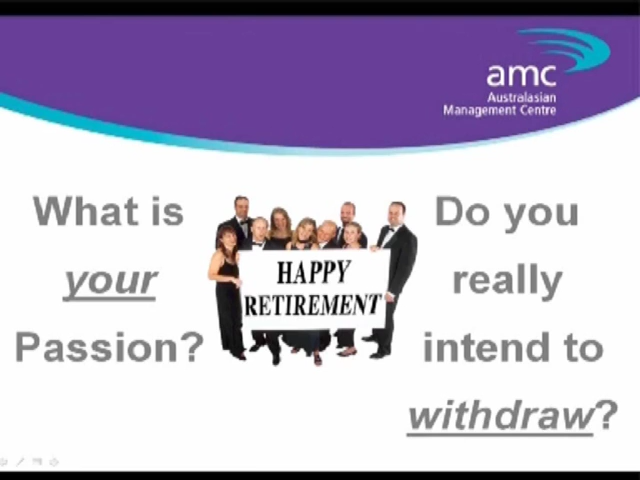 amc
Australasian
Management Centre
What is
your
Passion?
HAPPY
RETIREMENT
Do you
really
intend to
withdraw?